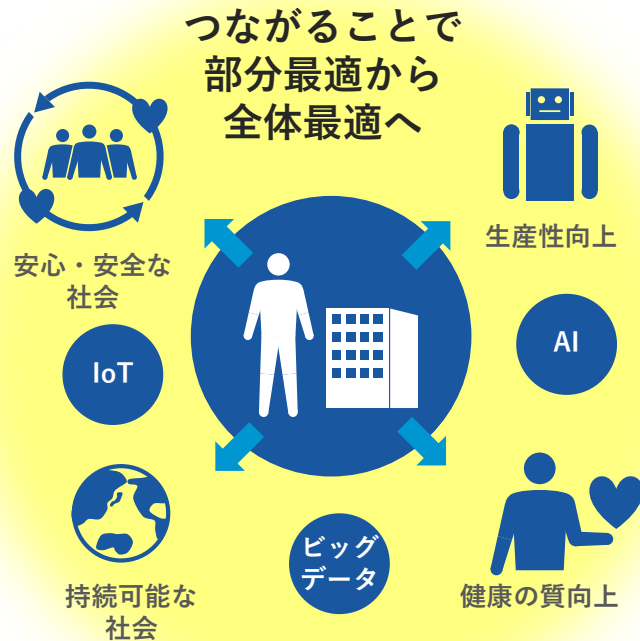 つながることで
部分最適から
全体最適へ
安心・安全な
社会
生産性向上
IoT
AI
ビッグ
データ
持続可能な
社会
健康の質向上